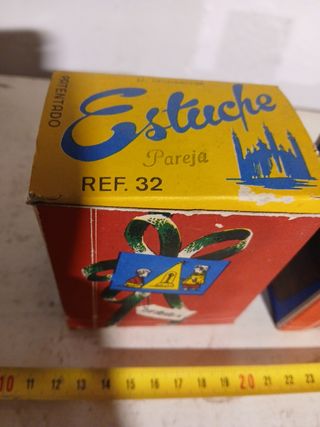 PATENTADO
Estuche
Pareja
REF. 32
10 11 12 13 14 15 16 17 18 19 20 21 22 23